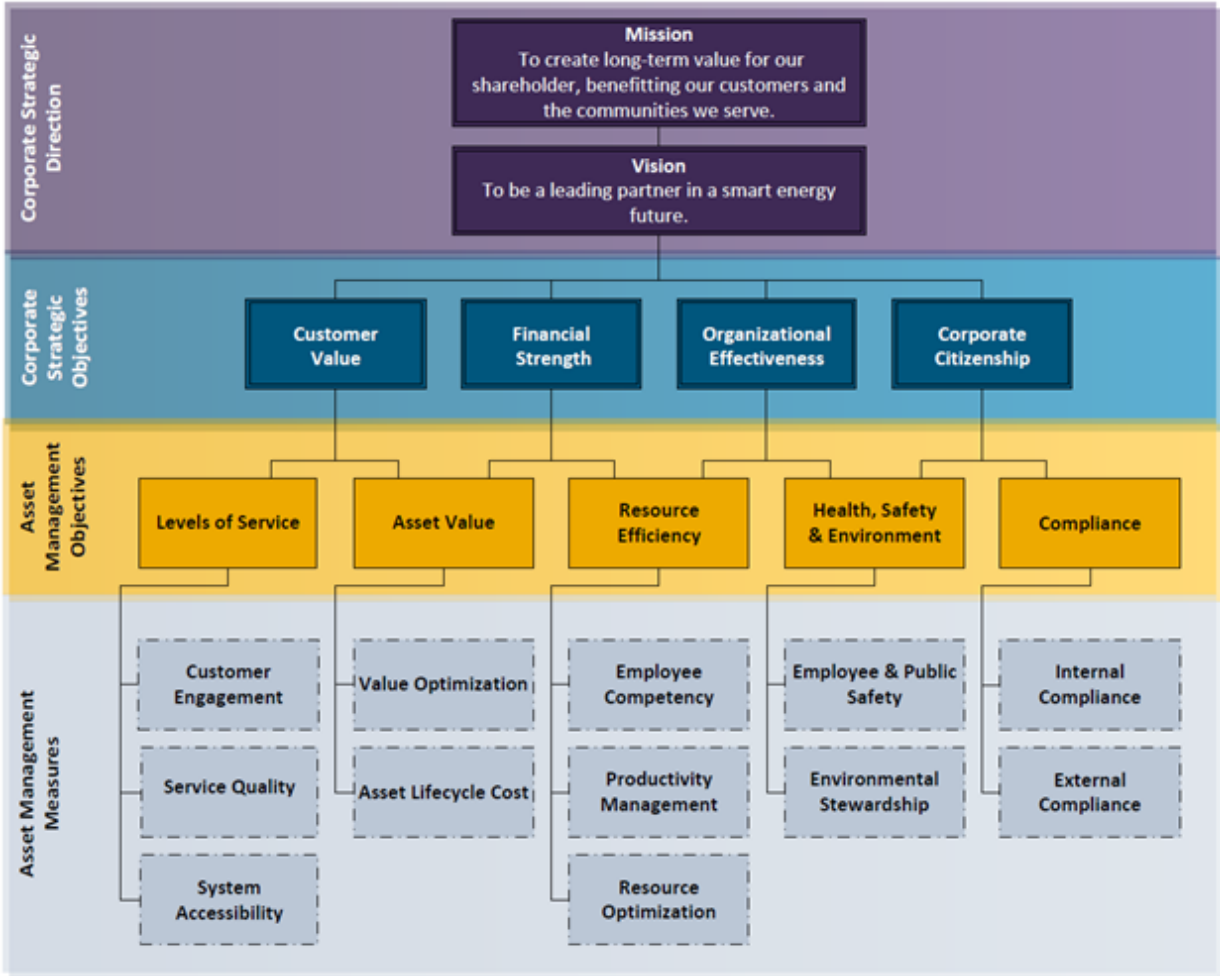 Corporate Strategic
Direction
Mission
To create long-term value for our
shareholder, benefitting our customers and
the communities we serve.
Vision
To be a leading partner in a smart energy
future.
Corporate
Strategic
Objectives
Customer
Value
Financial
Strength
Organizational
Effectiveness
Corporate
Citizenship
Asset
Management
Objectives
Levels of Service
Asset Value
Resource
Efficiency
Health, Safety
& Environment
Compliance
Asset Management
Measures
Customer
Engagement
Value Optimization
Employee
Competency
Employee & Public
Safety
Internal
Compliance
Service Quality
Asset Lifecycle Cost
Productivity
Management
Environmental
Stewardship
External
Compliance
System
Accessibility
Resource
Optimization